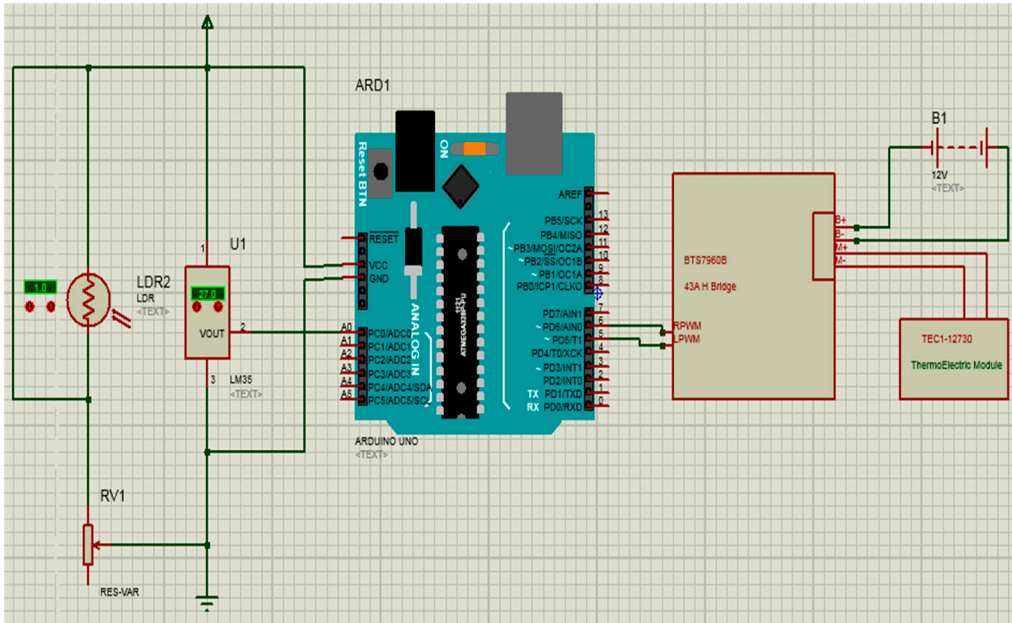 ARD1
Reset BTN
ON
AREF
PB5/SCK
13
PB4/MISO
12
~PB3/MOSI/OC2A
11
~PB2/SS/OC1B
10
~PB1/OC1A
9
PB0/ICP1/CLKO
8
RESET
VCC
GND
ANALOG IN
ATMEGA328P-PU
1121
A0
PC0/ADC0
A1
PC1/ADC1
A2
PC2/ADC2
A3
PC3/ADC3
A4
PC4/ADC4/SDA
A5
PC5/ADC5/SCL
PD7/AIN1
7
~PD6/AIN0
6
~PD5/T1
5
PD4/T0/XCK
4
~PD3/INT1
3
PD2/INT0
2
TX PD1/TXD
1
RX PD0/RXD
0
ARDUINO UNO
<TEXT>
1
U1
27.0
VOUT
2
3
LM35
<TEXT>
1.0
LDR2
LDR
<TEXT>
RV1
RES-VAR
B1
12V
<TEXT>
BTS7960B
43A H Bridge
B+
B-
M+
M-
RPWM
LPWM
TEC1-12730
ThermoElectric Module